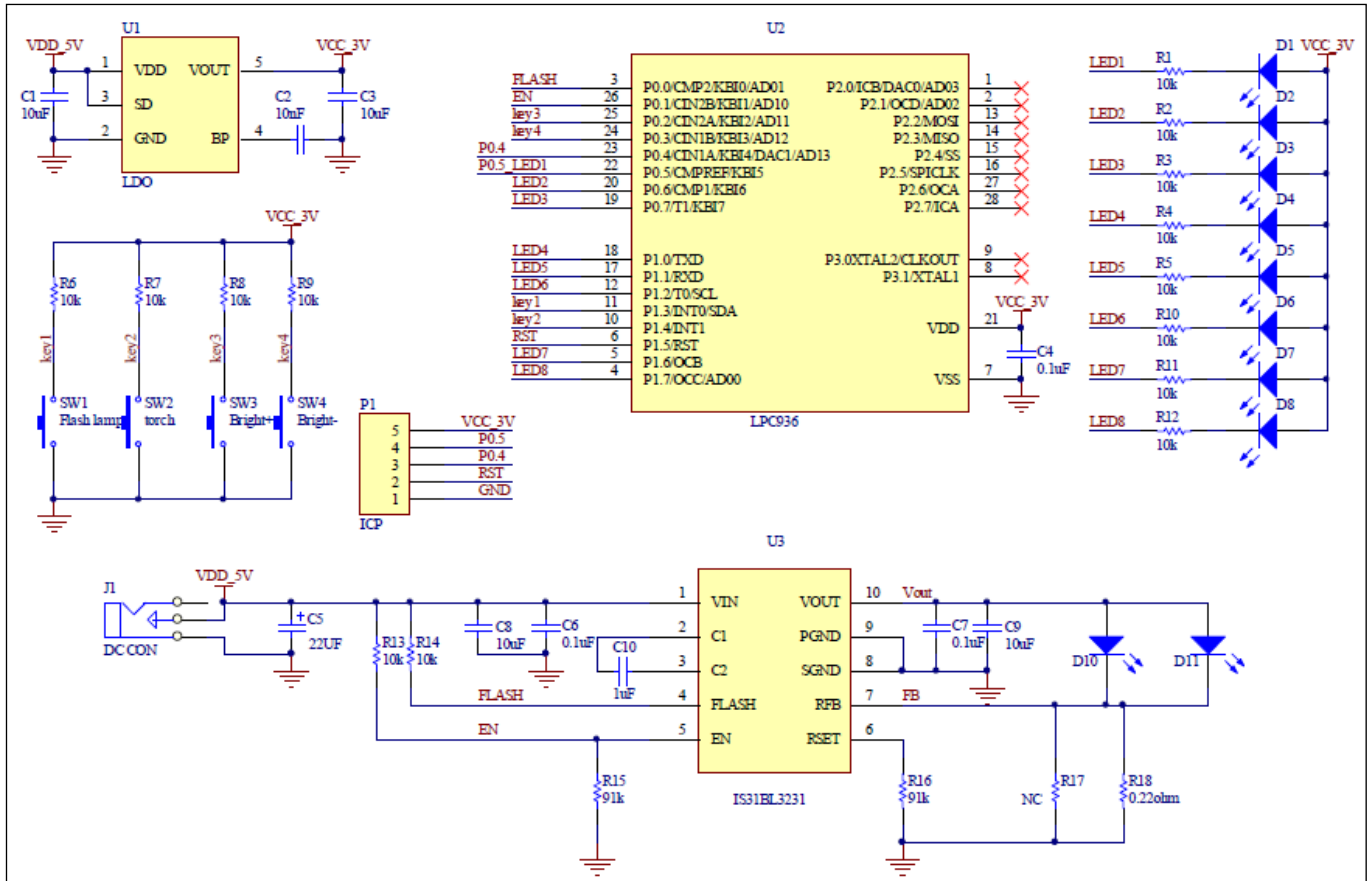 U1
VDD_5V
VCC_3V
1 VDD VOUT 5
C1
10uF
3 SD
C2
10nF
C3
10uF
2 GND BP 4
LDO
U2
FLASH 3 P0.0/CMP2/KBI0/AD01
EN 26 P0.1/CIN2B/KBI1/AD10
key3 25 P0.2/CIN2A/KBI2/AD11
key4 24 P0.3/CIN1B/KBI3/AD12
P0.4 23 P0.4/CIN1A/KBI4/DAC1/AD13
P0.5_LED1 22 P0.5/CMPREF/KBI5
LED2 20 P0.6/CMP1/KBI6
LED3 19 P0.7/T1/KBI7
LED4 18 P1.0/TXD
LED5 17 P1.1/RXD
LED6 12 P1.2/T0/SCL
key1 11 P1.3/INT0/SDA
key2 10 P1.4/INT1
RST 6 P1.5/RST
LED7 5 P1.6/OCB
LED8 4 P1.7/OCC/AD00
P2.0/ICB/DAC0/AD03 1
P2.1/OCD/AD02 2
P2.2/MOSI 13
P2.3/MISO 14
P2.4/SS 15
P2.5/SPICLK 16
P2.6/OCA 27
P2.7/ICA 28
P3.0XTAL2/CLKOUT 9
P3.1/XTAL1 8
VCC_3V
VDD 21
C4
0.1uF
VSS 7
LPC936
D1 VCC_3V
LED1 R1
10k
D2
LED2 R2
10k
D3
LED3 R3
10k
D4
LED4 R4
10k
D5
LED5 R5
10k
D6
LED6 R10
10k
D7
LED7 R11
10k
D8
LED8 R12
10k
VCC_3V
R6
10k
R7
10k
R8
10k
R9
10k
key1
key2
key3
key4
SW1
Flash lamp
SW2
torch
SW3
Bright+
SW4
Bright-
P1
5 VCC_3V
4 P0.5
3 P0.4
2 RST
1 GND
ICP
J1
DC CON
VDD_5V
C5
22UF
R13
10k
R14
10k
C8
10uF
C6
0.1uF
C10
1uF
FLASH
EN
R15
91k
U3
1 VIN VOUT 10 Vout
2 C1 PGND 9
3 C2 SGND 8
4 FLASH RFB 7 FB
5 EN RSET 6
IS31BL3231
C7
0.1uF
C9
10uF
D10
D11
R16
91k
R17
NC
R18
0.22ohm